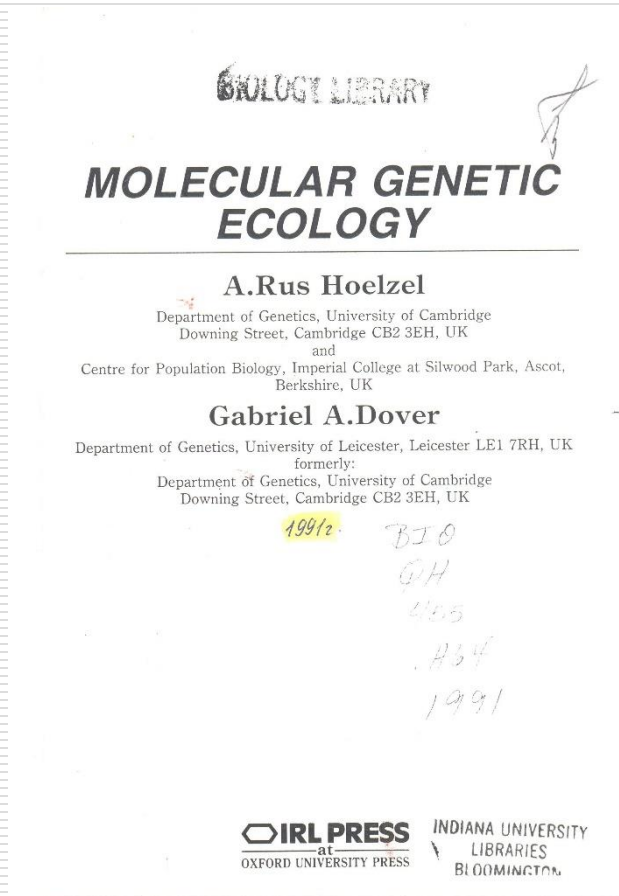 BIOLOGY LIBRARY
MOLECULAR GENETIC
ECOLOGY
A.Rus Hoelzel
Department of Genetics, University of Cambridge
Downing Street, Cambridge CB2 3EH, UK
and
Centre for Population Biology, Imperial College at Silwood Park, Ascot,
Berkshire, UK
Gabriel A.Dover
Department of Genetics, University of Leicester, Leicester LE1 7RH, UK
formerly:
Department of Genetics, University of Cambridge
Downing Street, Cambridge CB2 3EH, UK
1991г.
BIO
QH
455
1991
IRL PRESS
at
OXFORD UNIVERSITY PRESS
INDIANA UNIVERSITY
LIBRARIES
BLOOMINGTON